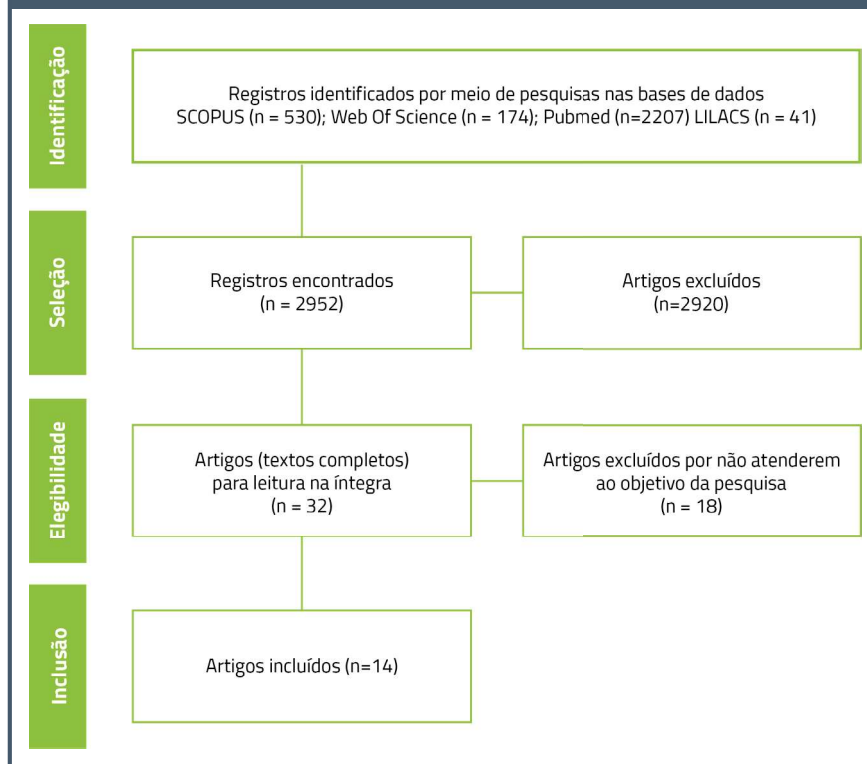 Identificação
Registros identificados por meio de pesquisas nas bases de dados
SCOPUS (n = 530); Web Of Science (n = 174); Pubmed (n=2207) LILACS (n = 41)
Seleção
Registros encontrados
(n = 2952)
Artigos excluídos
(n=2920)
Elegibilidade
Artigos (textos completos)
para leitura na íntegra
(n = 32)
Artigos excluídos por não atenderem
ao objetivo da pesquisa
(n = 18)
Inclusão
Artigos incluídos (n=14)